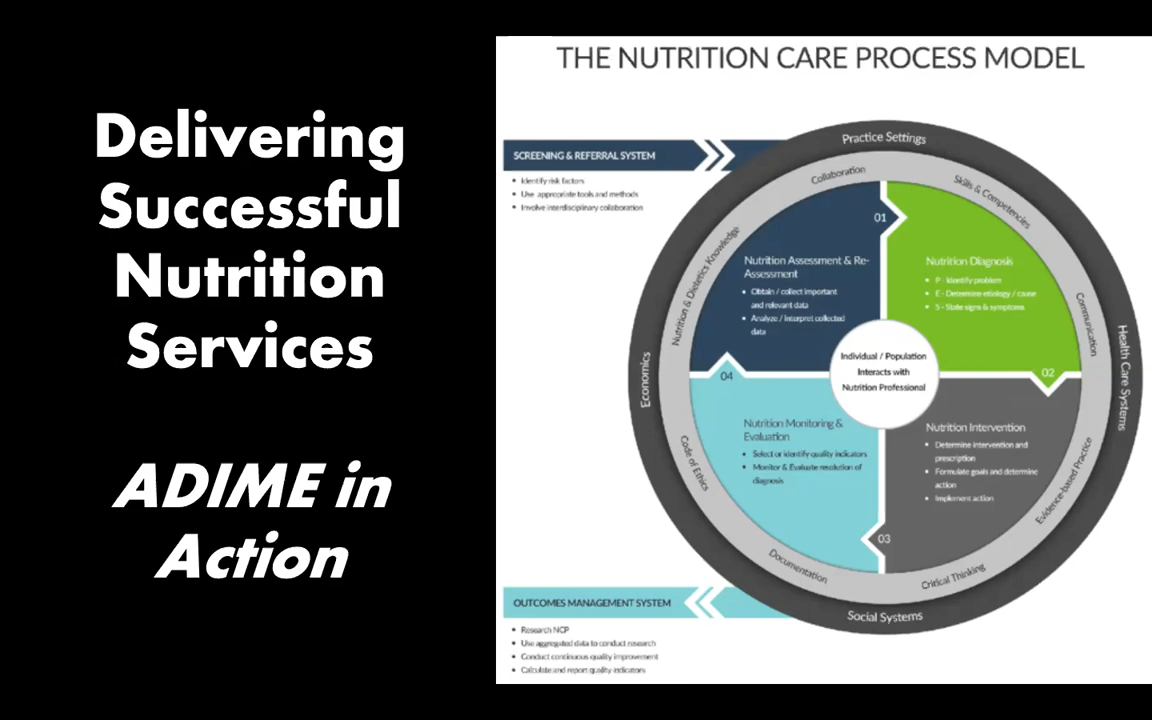 Delivering
Successful
Nutrition
Services
ADIME in
Action
THE NUTRITION CARE PROCESS MODEL
SCREENING & REFERRAL SYSTEM
• Identify risk factors
• Use appropriate tools and methods
• Involve interdisciplinary collaboration
Practice Settings
Health Care Systems
Social Systems
Economics
Collaboration
Skills & Competencies
Communication
Evidence-based Practice
Critical Thinking
Documentation
Code of Ethics
Nutrition & Dietetics Knowledge
01
Nutrition Assessment & Re-
Assessment
• Obtain / collect important
and relevant data
• Analyze / interpret collected
data
Nutrition Diagnosis
• P - Identify problem
• E - Determine etiology / cause
• S - State signs & symptoms
02
Individual / Population
Interacts with
Nutrition Professional
Nutrition Intervention
• Determine intervention and
prescription
• Formulate goals and determine
action
• Implement action
03
04
Nutrition Monitoring &
Evaluation
• Select or identify quality indicators
• Monitor & Evaluate resolution of
diagnosis
OUTCOMES MANAGEMENT SYSTEM
• Research NCP
• Use aggregated data to conduct research
• Conduct continuous quality improvement
• Calculate and report quality indicators